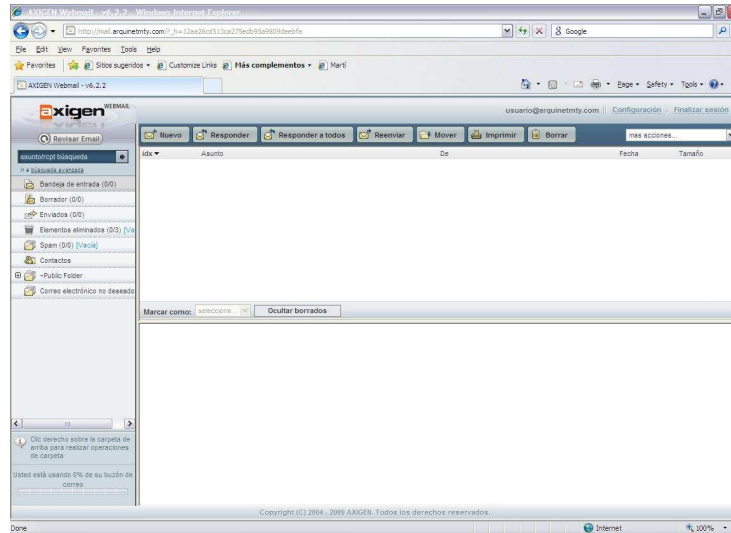 AXIGEN Webmail - v6.2.2 - Windows Internet Explorer
Google
File Edit View Favorites Tools Help
Favorites Sitios sugeridos Customize Links Más complementos Martí
AXIGEN Webmail - v6.2.2
Page Safety Tools
axigen WEBMAIL
usuario@arquinetmty.com Configuración - Finalizar sesión
Revisar Email
Nuevo Responder Responder a todos Reenviar Mover Imprimir Borrar mas acciones...
asunto/rcpt búsqueda
Ir a búsqueda avanzada
idx Asunto De Fecha Tamaño
Bandeja de entrada (0/0)
Borrador (0/0)
Enviados (0/0)
Elementos eliminados (0/3) [Va
Spam (0/0) [Vacía]
Contactos
~Public Folder
Correo electrónico no deseado
Marcar como: seleccione... Ocultar borrados
Clic derecho sobre la carpeta de
arriba para realizar operaciones
de carpeta
Usted está usando 0% de su buzón de
correo
Copyright (C) 2004 - 2009 AXIGEN. Todos los derechos reservados.
Done Internet 100%